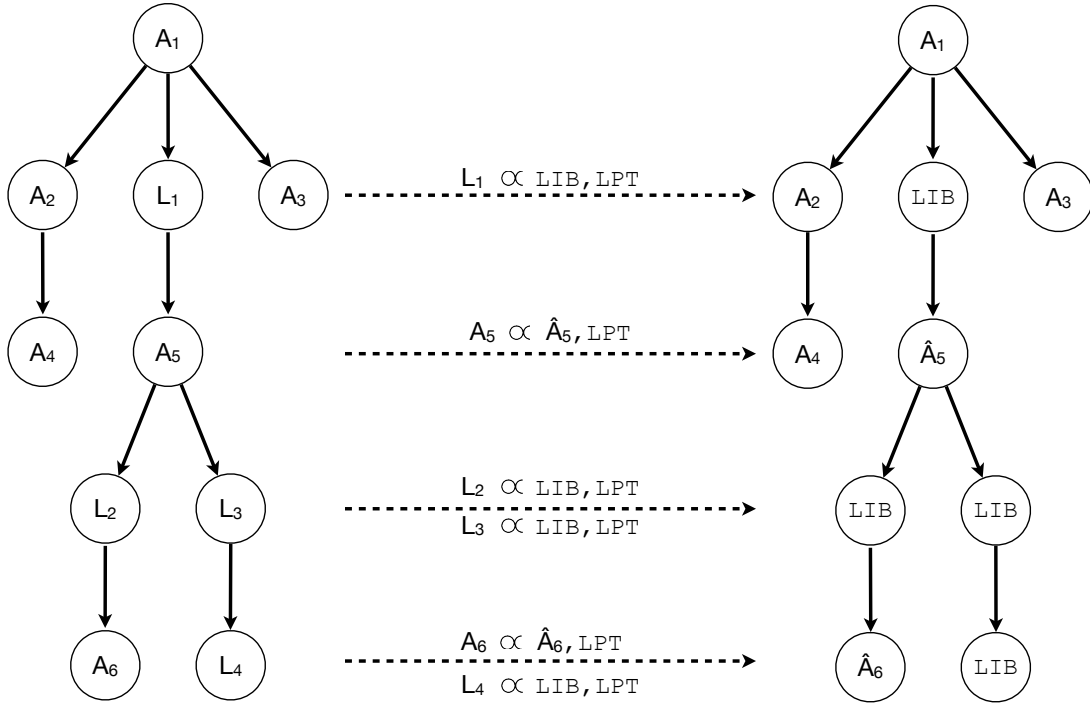 A₁
A₁
A₂
L₁
A₃
L₁ ∝ LIB,LPT
A₂
LIB
A₃
A₄
A₅
A₅ ∝ Â₅,LPT
A₄
Â₅
L₂
L₃
L₂ ∝ LIB,LPT
L₃ ∝ LIB,LPT
LIB
LIB
A₆
L₄
A₆ ∝ Â₆,LPT
L₄ ∝ LIB,LPT
Â₆
LIB